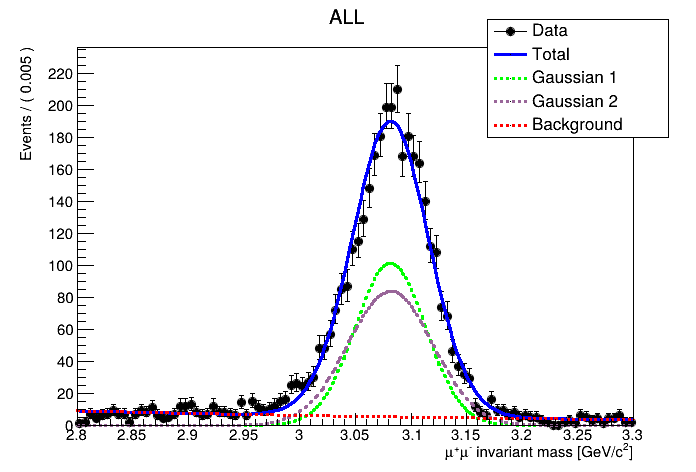 ALL
Data
Total
Gaussian 1
Gaussian 2
Background
Events / ( 0.005 )
220
200
180
160
140
120
100
80
60
40
20
0
2.8 2.85 2.9 2.95 3 3.05 3.1 3.15 3.2 3.25 3.3
μ⁺μ⁻ invariant mass [GeV/c²]